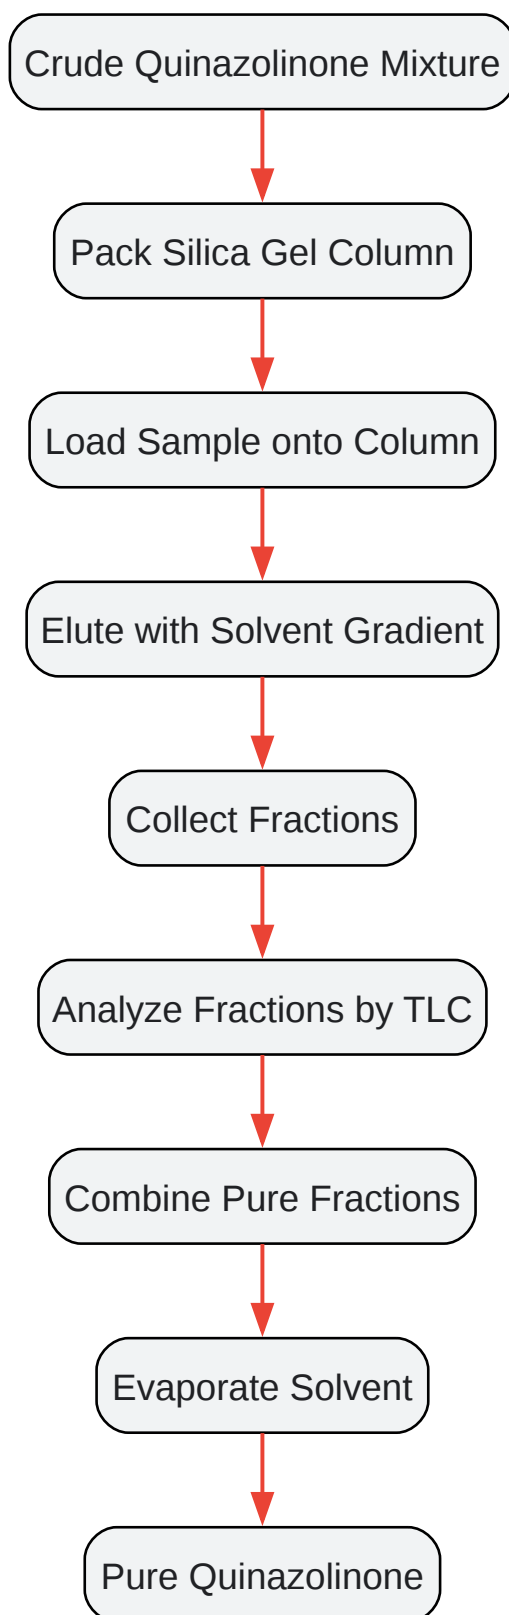 Crude Quinazolinone Mixture
Pack Silica Gel Column
Load Sample onto Column
Elute with Solvent Gradient
Collect Fractions
Analyze Fractions by TLC
Combine Pure Fractions
Evaporate Solvent
Pure Quinazolinone